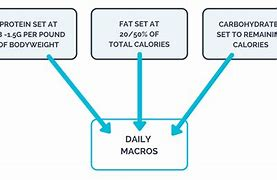 PROTEIN SET AT
8 -1.5G PER POUND
OF BODYWEIGHT
FAT SET AT
20/50% OF
TOTAL CALORIES
CARBOHYDRATE
SET TO REMAININ
CALORIES
DAILY
MACROS